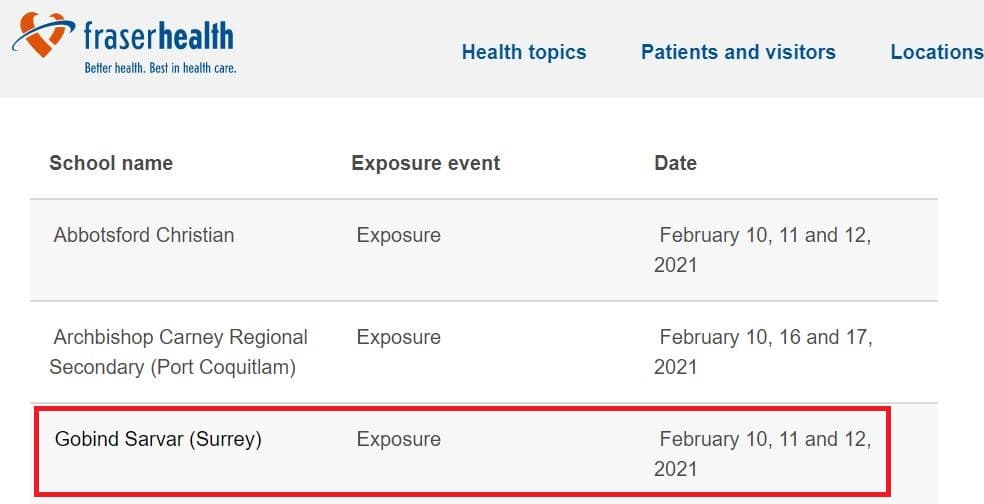 fraserhealth
Better health. Best in health care.
Health topics Patients and visitors Locations
School name Exposure event Date
Abbotsford Christian Exposure February 10, 11 and 12,
2021
Archbishop Carney Regional Exposure February 10, 16 and 17,
Secondary (Port Coquitlam) 2021
Gobind Sarvar (Surrey) Exposure February 10, 11 and 12,
2021